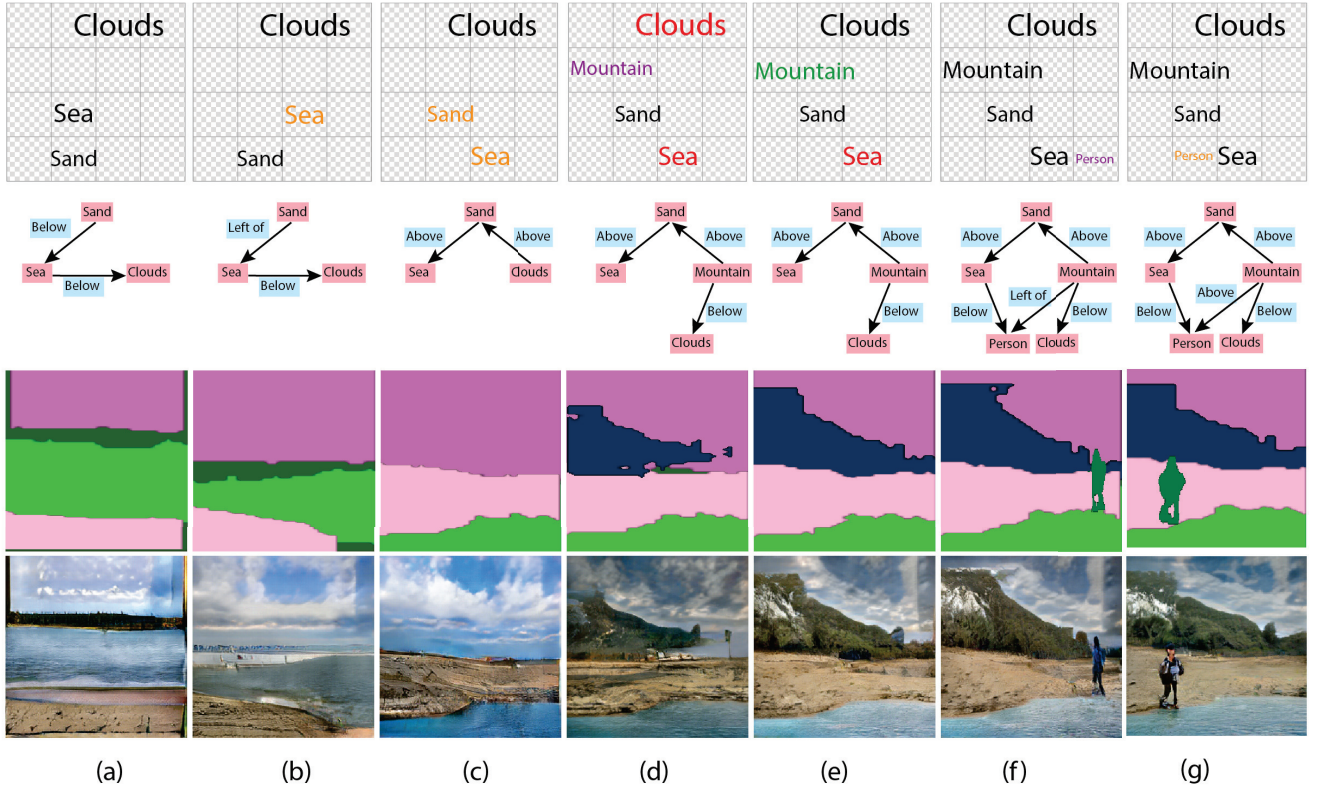 Clouds Clouds Clouds Clouds Clouds Clouds Clouds
Mountain Mountain Mountain Mountain
Sea Sea Sand Sand Sand Sand Sand
Sand Sand Sea Sea Sea Sea Person Person Sea
Sand Sand Sand Sand Sand Sand Sand
Below Left of Above Above Above Above Above Above Above Above Above Above
Sea Clouds Sea Clouds Sea Clouds Sea Mountain Sea Mountain Sea Mountain Sea Mountain
Below Below
Left of Above
Below Below Below Below Below Below
Clouds Clouds Person Clouds Person Clouds
(a) (b) (c) (d) (e) (f) (g)